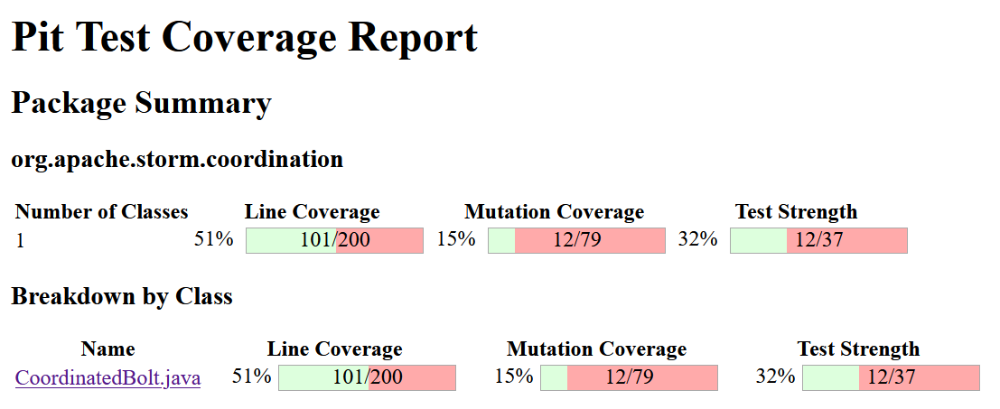 Pit Test Coverage Report
Package Summary
org.apache.storm.coordination
Number of Classes Line Coverage Mutation Coverage Test Strength
1 51% 101/200 15% 12/79 32% 12/37
Breakdown by Class
Name Line Coverage Mutation Coverage Test Strength
CoordinatedBolt.java 51% 101/200 15% 12/79 32% 12/37